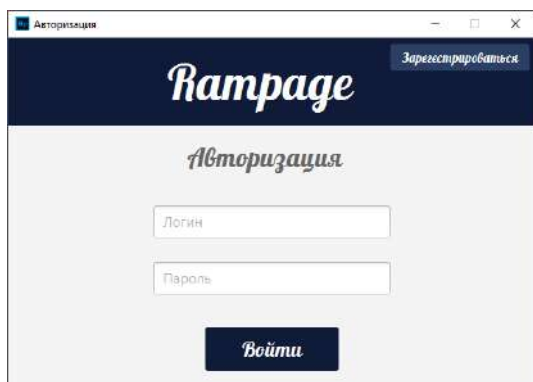 Авторизация
Зарегестрироваться
Rampage
Авторизация
Логин
Пароль
Войти